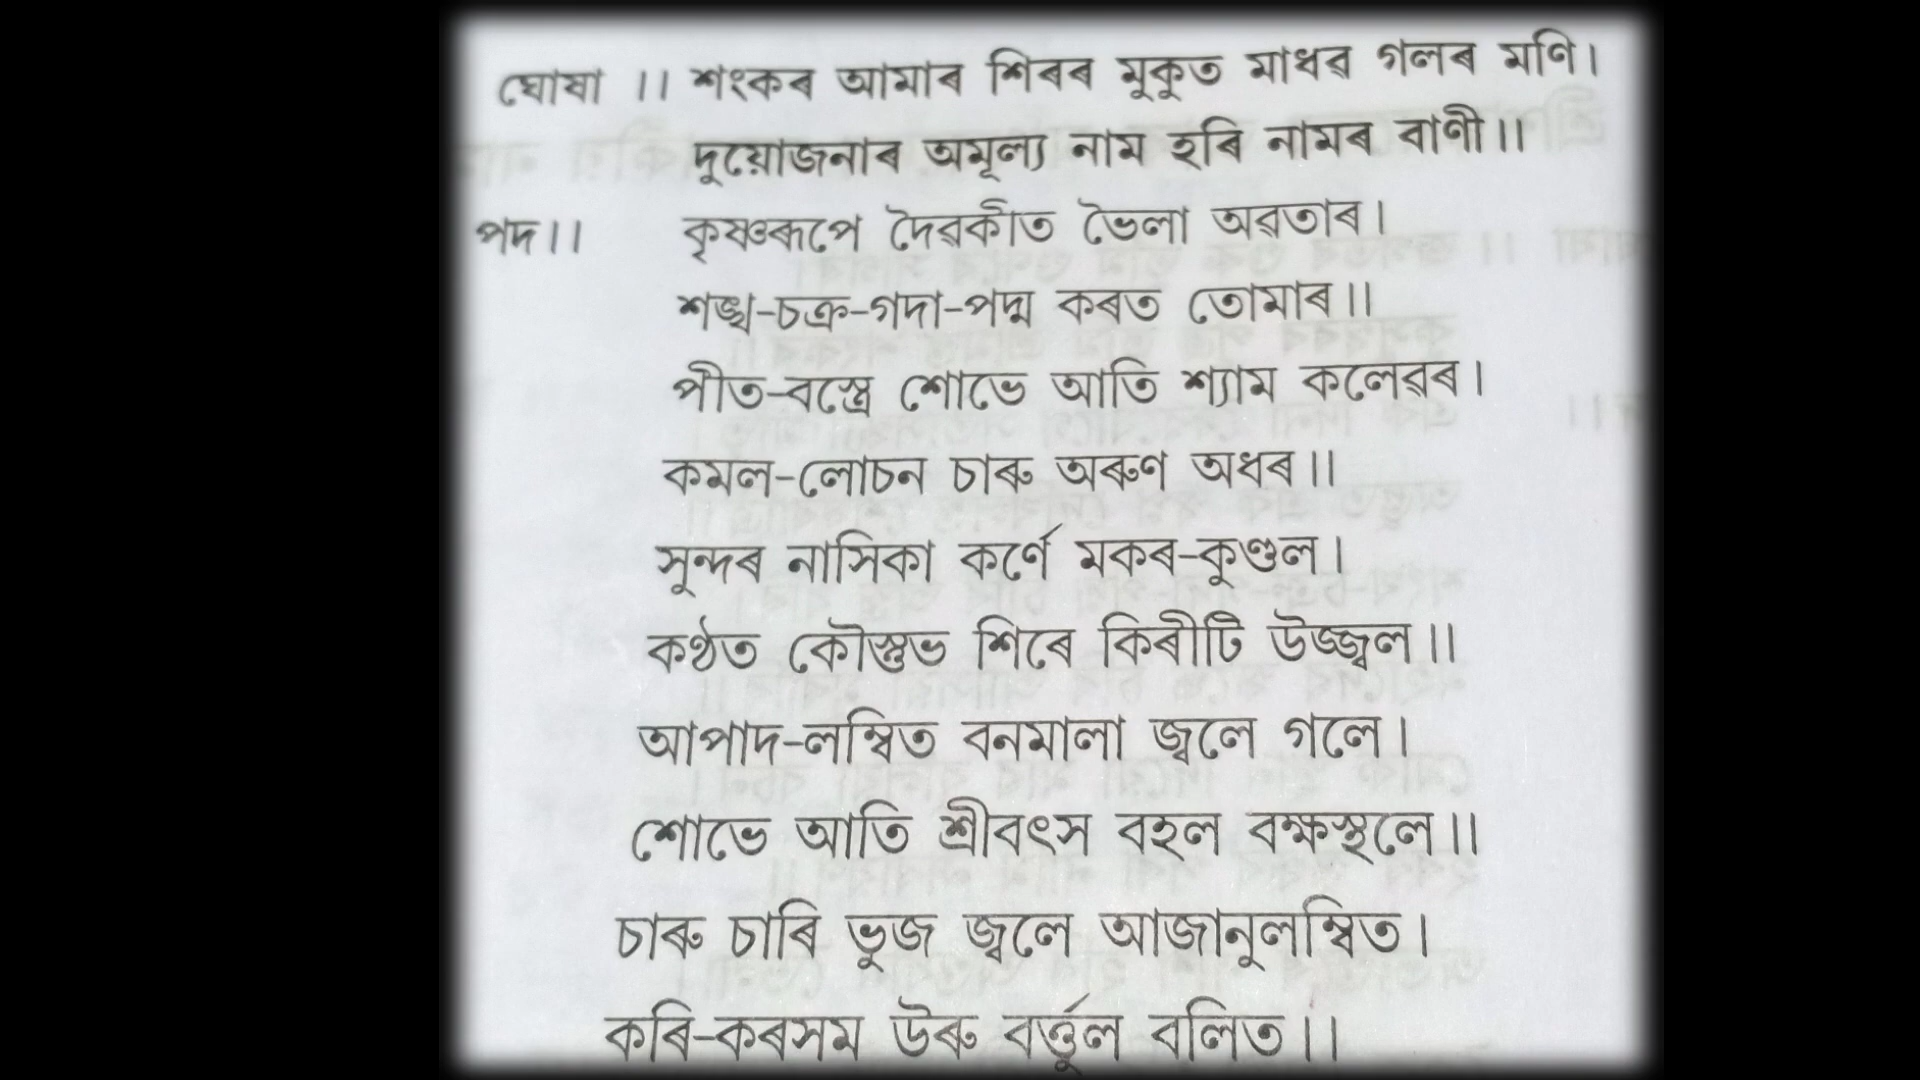 ঘোষা ।। শংকৰ আমাৰ শিৰৰ মুকুত মাধৱ গলৰ মণি।
দুয়োজনাৰ অমূল্য নাম হৰি নামৰ বাণী।।
পদ।। কৃষ্ণৰূপে দৈৱকীত ভৈলা অৱতাৰ।
শঙ্খ-চক্ৰ-গদা-পদ্ম কৰত তোমাৰ।।
পীত-বস্ত্ৰে শোভে আতি শ্যাম কলেৱৰ।
কমল-লোচন চাৰু অৰুণ অধৰ।।
সুন্দৰ নাসিকা কৰ্ণে মকৰ-কুণ্ডল।
কণ্ঠত কৌস্তুভ শিৰে কিৰীটি উজ্জ্বল।।
আপাদ-লম্বিত বনমালা জ্বলে গলে।
শোভে আতি শ্ৰীবৎস বহল বক্ষস্থলে।।
চাৰু চাৰি ভুজ জ্বলে আজানুলম্বিত।
কৰি-কৰসম উৰু বৰ্ত্তুল বলিত।।